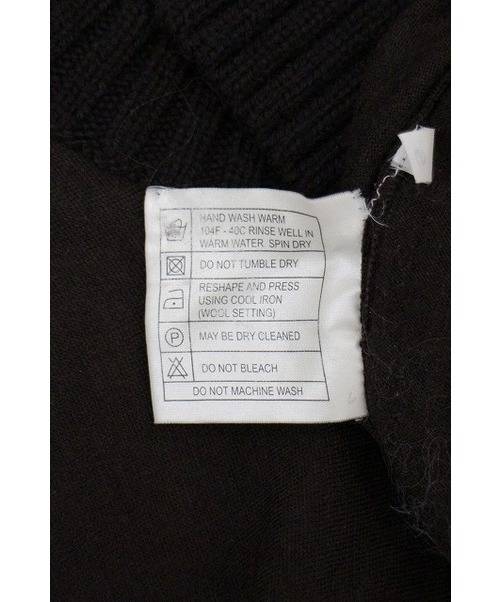 HAND WASH WARM
104F - 40C RINSE WELL IN
WARM WATER. SPIN DRY
DO NOT TUMBLE DRY
RESHAPE AND PRESS
USING COOL IRON
(WOOL SETTING)
P MAY BE DRY CLEANED
DO NOT BLEACH
DO NOT MACHINE WASH